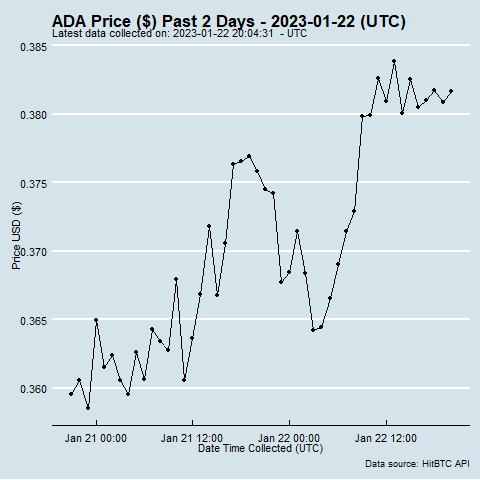 ADA Price ($) Past 2 Days - 2023-01-22 (UTC)
Latest data collected on: 2023-01-22 20:04:31  - UTC
0.385
0.380
0.375
0.370
0.365
0.360
Price USD ($)
Jan 21 00:00 Jan 21 12:00 Jan 22 00:00 Jan 22 12:00
Date Time Collected (UTC)
Data source: HitBTC API